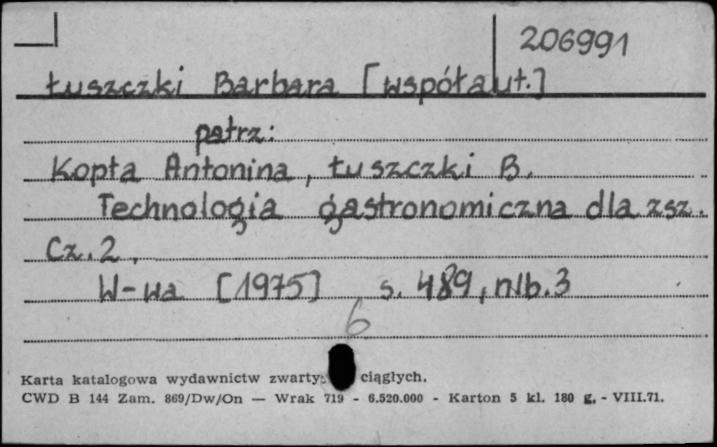 206991
Łuszczki Barbara [współaut.]
patrz:
Kopta Antonina, Łuszczki B.
Technologia gastronomiczna dla zsz.
Cz. 2,
W-wa [1975] s. 489, nlb. 3
6
Karta katalogowa wydawnictw ciągłych.
CWD B 144 Zam. 869/Dw/On — Wrak 719 - 6.520.000 - Karton 5 kl. 180 g. - VIII.71.